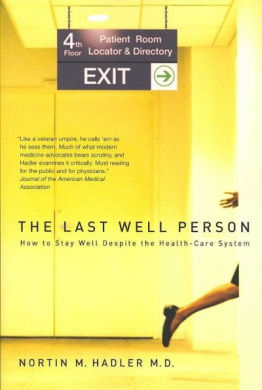 4th Floor
Patient Room
Locator & Directory
EXIT
"Like a veteran umpire, he calls 'em as
he sees them. Much of what modern
medicine advocates bears scrutiny, and
Hadler examines it critically. Must reading
for the public and for physicians."
Journal of the American Medical
Association
THE LAST WELL PERSON
How to Stay Well Despite the Health-Care System
NORTIN M. HADLER M.D.